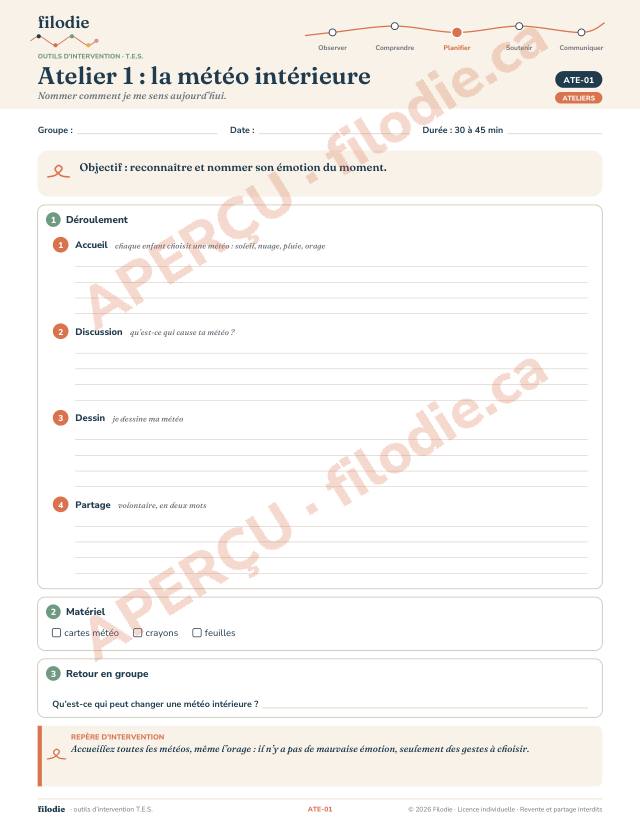 filodie
OUTILS D'INTERVENTION · T.E.S.
Observer Comprendre Planifier Soutenir Communiquer
Atelier 1 : la météo intérieure
Nommer comment je me sens aujourd'hui.
ATE-01
ATELIERS
Groupe : Date : Durée : 30 à 45 min
Objectif : reconnaître et nommer son émotion du moment.
1 Déroulement
1 Accueil chaque enfant choisit une météo : soleil, nuage, pluie, orage
2 Discussion qu'est-ce qui cause ta météo ?
3 Dessin je dessine ma météo
4 Partage volontaire, en deux mots
2 Matériel
cartes météo crayons feuilles
3 Retour en groupe
Qu'est-ce qui peut changer une météo intérieure ?
REPÈRE D'INTERVENTION
Accueillez toutes les météos, même l'orage : il n'y a pas de mauvaise émotion, seulement des gestes à choisir.
filodie · outils d'intervention T.E.S. ATE-01 © 2026 Filodie · Licence individuelle · Revente et partage interdits
APERÇU · filodie.ca
APERÇU · filodie.ca